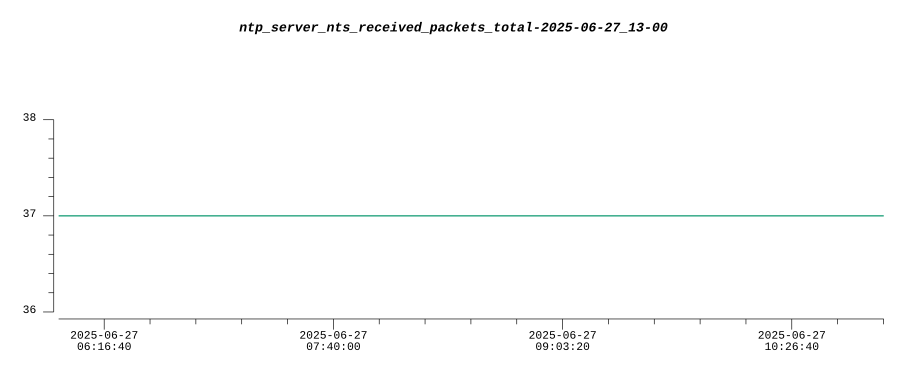 ntp_server_nts_received_packets_total-2025-06-27_13-00
38
37
36
2025-06-27 2025-06-27 2025-06-27 2025-06-27
06:16:40 07:40:00 09:03:20 10:26:40